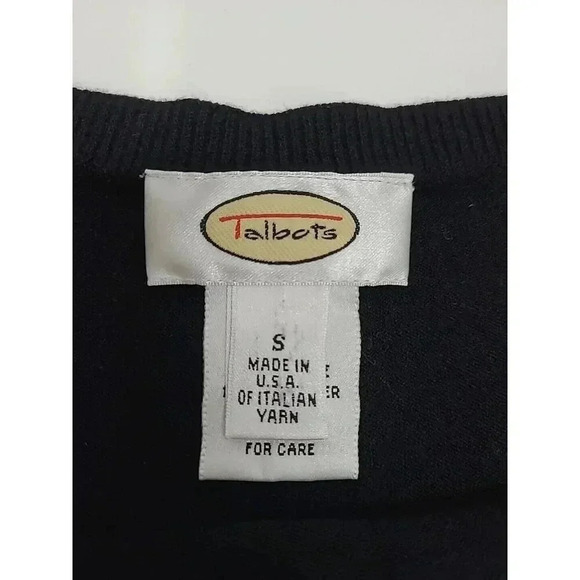 Talbots
S
MADE IN
U.S.A.
OF ITALIAN
YARN
FOR CARE